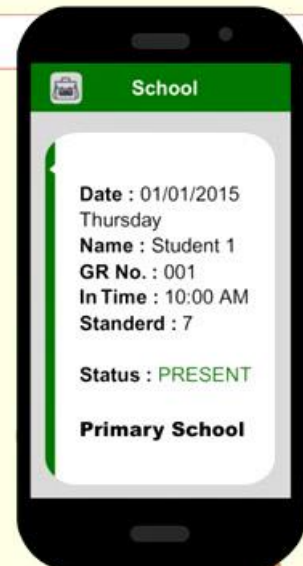 School
Date : 01/01/2015
Thursday
Name : Student 1
GR No. : 001
In Time : 10:00 AM
Standerd : 7
Status : PRESENT
Primary School